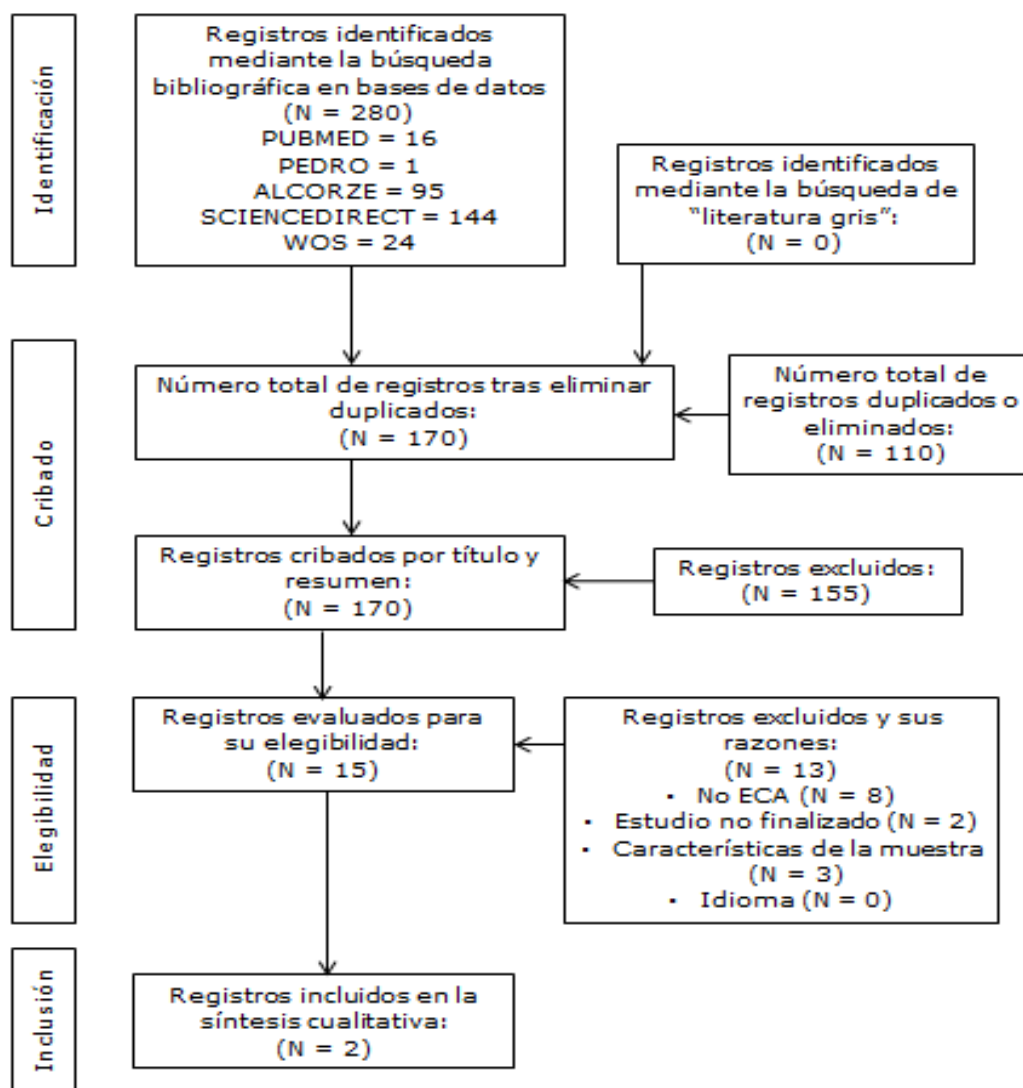 Identificación
Registros identificados
mediante la búsqueda
bibliográfica en bases de datos
(N = 280)
PUBMED = 16
PEDRO = 1
ALCORZE = 95
SCIENCEDIRECT = 144
WOS = 24
Registros identificados
mediante la búsqueda de
“literatura gris”:
(N = 0)
Cribado
Número total de registros tras eliminar
duplicados:
(N = 170)
Número total de
registros duplicados o
eliminados:
(N = 110)
Registros cribados por título y
resumen:
(N = 170)
Registros excluidos:
(N = 155)
Elegibilidad
Registros evaluados para
su elegibilidad:
(N = 15)
Registros excluidos y sus
razones:
(N = 13)
• No ECA (N = 8)
• Estudio no finalizado (N = 2)
• Características de la muestra
(N = 3)
• Idioma (N = 0)
Inclusión
Registros incluidos en la
síntesis cualitativa:
(N = 2)